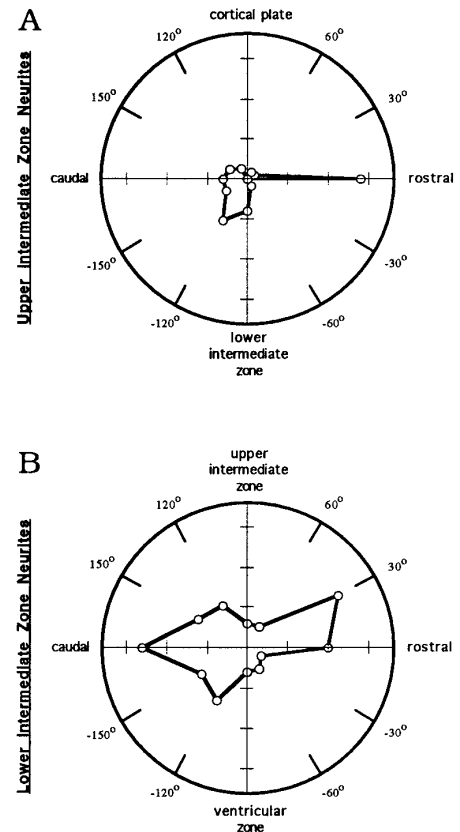 A
cortical plate
120°
60°
150°
30°
Upper Intermediate Zone Neurites
caudal
rostral
-150°
-30°
-120°
-60°
lower
intermediate
zone
B
upper
intermediate
zone
120°
60°
150°
30°
Lower Intermediate Zone Neurites
caudal
rostral
-150°
-30°
-120°
-60°
ventricular
zone